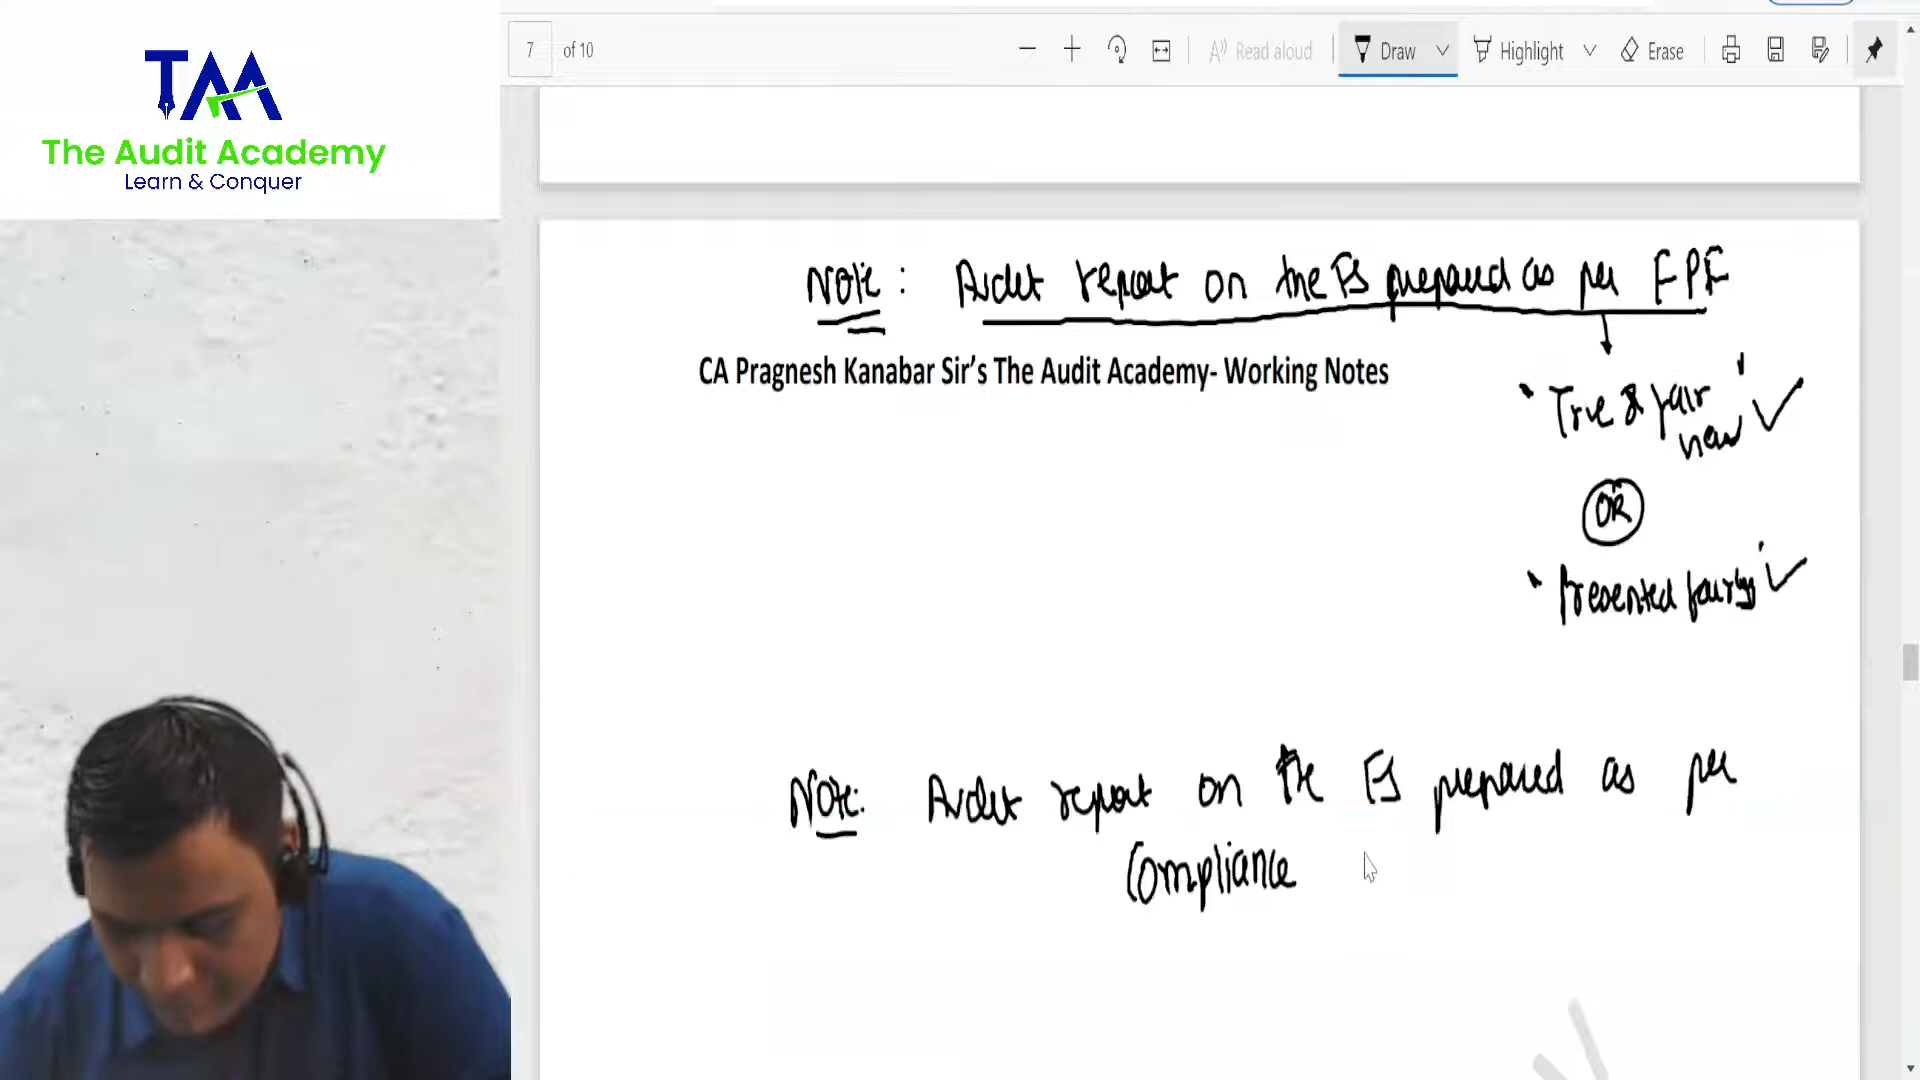 7 of 10
Read aloud
Draw
Highlight
Erase
TAA
The Audit Academy
Learn & Conquer
Note: Audit report on the FS prepared as per FPF
CA Pragnesh Kanabar Sir's The Audit Academy- Working Notes
"True & fair
view"
OR
"Presented fairly"
Note: Audit report on the FS prepared as per
Compliance